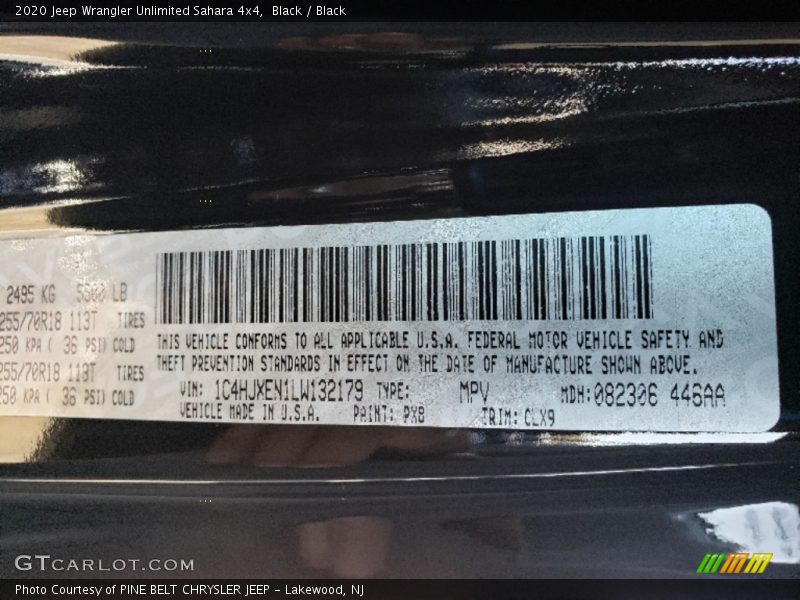 2020 Jeep Wrangler Unlimited Sahara 4x4, Black / Black
2495 KG 5500 LB
255/70R18 113T TIRES
250 KPA ( 36 PSI) COLD
255/70R18 113T TIRES
250 KPA ( 36 PSI) COLD
THIS VEHICLE CONFORMS TO ALL APPLICABLE U.S.A. FEDERAL MOTOR VEHICLE SAFETY AND
THEFT PREVENTION STANDARDS IN EFFECT ON THE DATE OF MANUFACTURE SHOWN ABOVE.
VIN: 1C4HJXEN1LW132179 TYPE: MPV MDH:082306 446AA
VEHICLE MADE IN U.S.A. PAINT: PX8 TRIM: CLX9
GTCARLOT.COM
Photo Courtesy of PINE BELT CHRYSLER JEEP - Lakewood, NJ